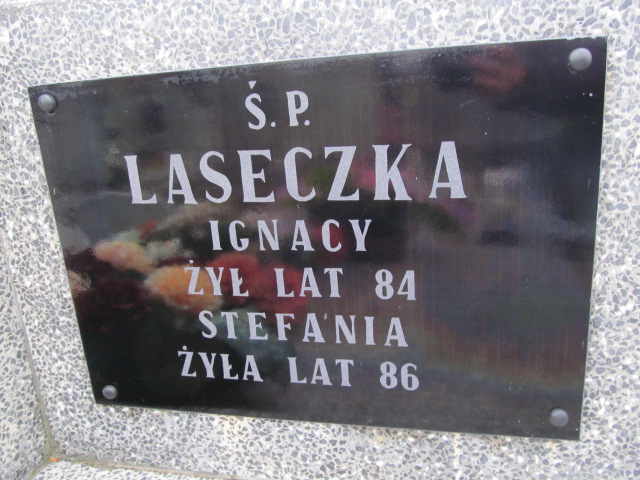 Ś. P.
LASECZKA
IGNACY
ŻYŁ LAT 84
STEFANIA
ŻYŁA LAT 86